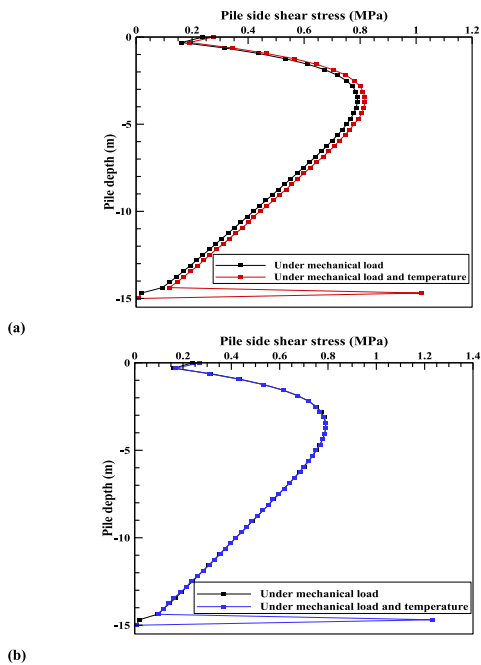 Pile side shear stress (MPa)
0 0.2 0.4 0.6 0.8 1 1.2
0
-5
-10
-15
Pile depth (m)
Under mechanical load
Under mechanical load and temperature
(a)
Pile side shear stress (MPa)
0 0.2 0.4 0.6 0.8 1 1.2 1.4
0
-5
-10
-15
Pile depth (m)
Under mechanical load
Under mechanical load and temperature
(b)